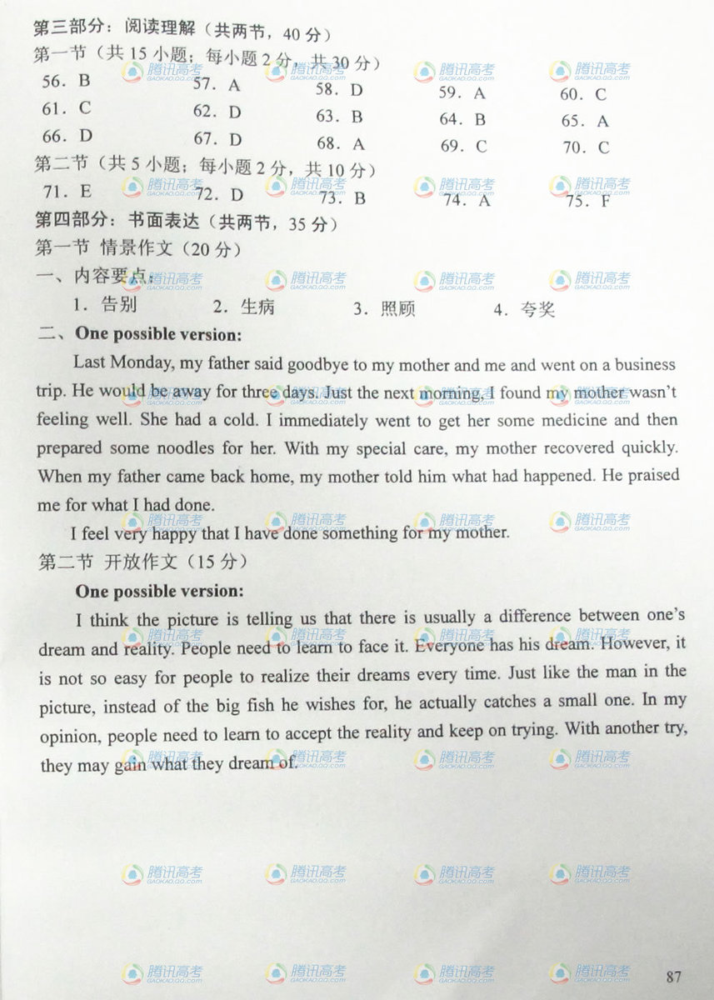 第三部分：阅读理解（共两节，40 分）
第一节（共 15 小题；每小题 2 分，共 30 分）
56．B 57．A 58．D 59．A 60．C
61．C 62．D 63．B 64．B 65．A
66．D 67．D 68．A 69．C 70．C
第二节（共 5 小题；每小题 2 分，共 10 分）
71．E 72．D 73．B 74．A 75．F
第四部分：书面表达（共两节，35 分）
第一节 情景作文（20 分）
一、内容要点：
1．告别 2．生病 3．照顾 4．夸奖
二、One possible version:
Last Monday, my father said goodbye to my mother and me and went on a business
trip. He would be away for three days. Just the next morning, I found my mother wasn't
feeling well. She had a cold. I immediately went to get her some medicine and then
prepared some noodles for her. With my special care, my mother recovered quickly.
When my father came back home, my mother told him what had happened. He praised
me for what I had done.
I feel very happy that I have done something for my mother.
第二节 开放作文（15 分）
One possible version:
I think the picture is telling us that there is usually a difference between one's
dream and reality. People need to learn to face it. Everyone has his dream. However, it
is not so easy for people to realize their dreams every time. Just like the man in the
picture, instead of the big fish he wishes for, he actually catches a small one. In my
opinion, people need to learn to accept the reality and keep on trying. With another try,
they may gain what they dream of.
腾讯高考
GAOKAO.QQ.com
87